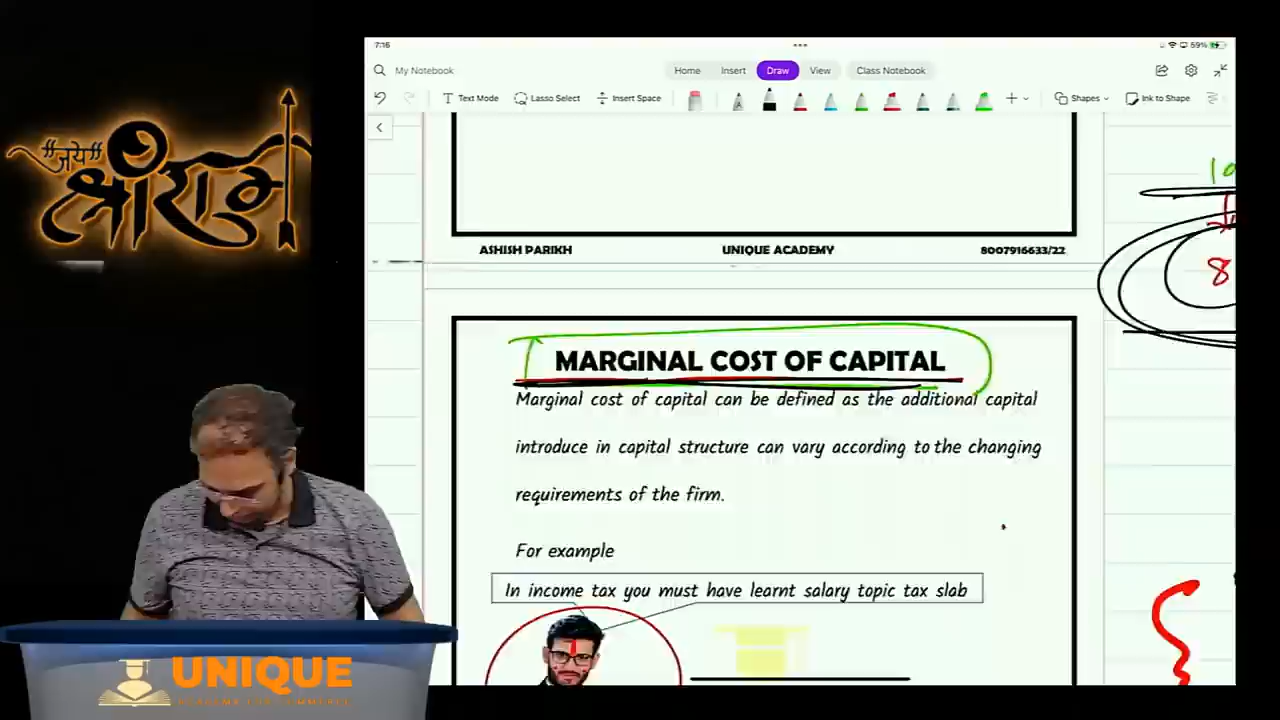 7:16
59%
My Notebook
Home Insert Draw View Class Notebook
Text Mode Lasso Select Insert Space Shapes Ink to Shape
"जय"
श्रीराम
10
8
ASHISH PARIKH UNIQUE ACADEMY 8007916633/22
MARGINAL COST OF CAPITAL
Marginal cost of capital can be defined as the additional capital
introduce in capital structure can vary according to the changing
requirements of the firm.
For example
In income tax you must have learnt salary topic tax slab
UNIQUE